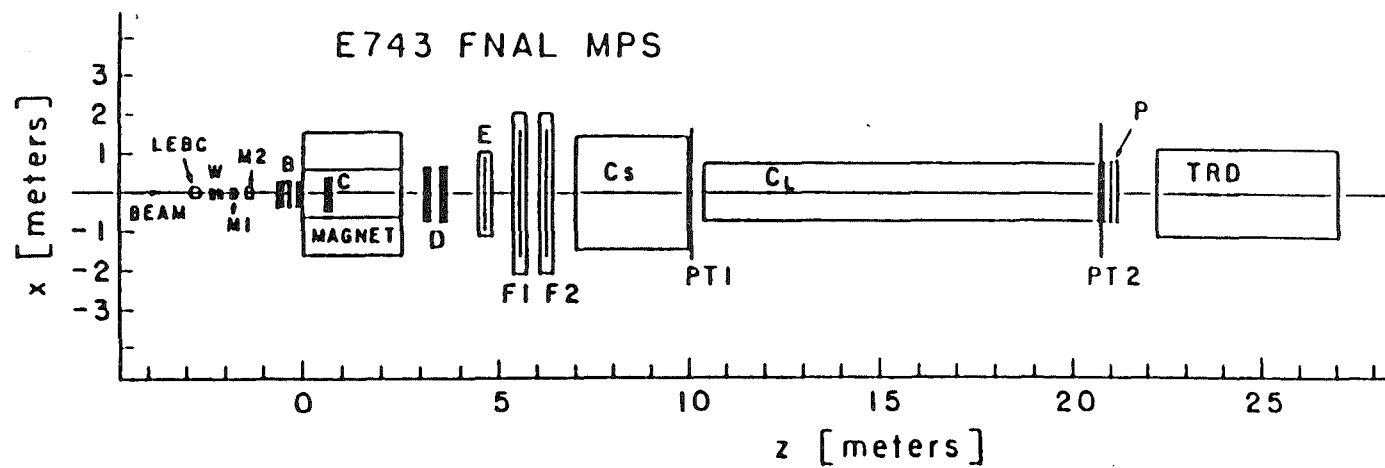 E743 FNAL MPS
x [meters]
3
2
1
0
-1
-2
-3
LEBC
W
M2
B
BEAM
M1
C
MAGNET
D
E
F1
F2
Cs
PT1
CL
P
PT2
TRD
0
5
10
15
20
25
z [meters]